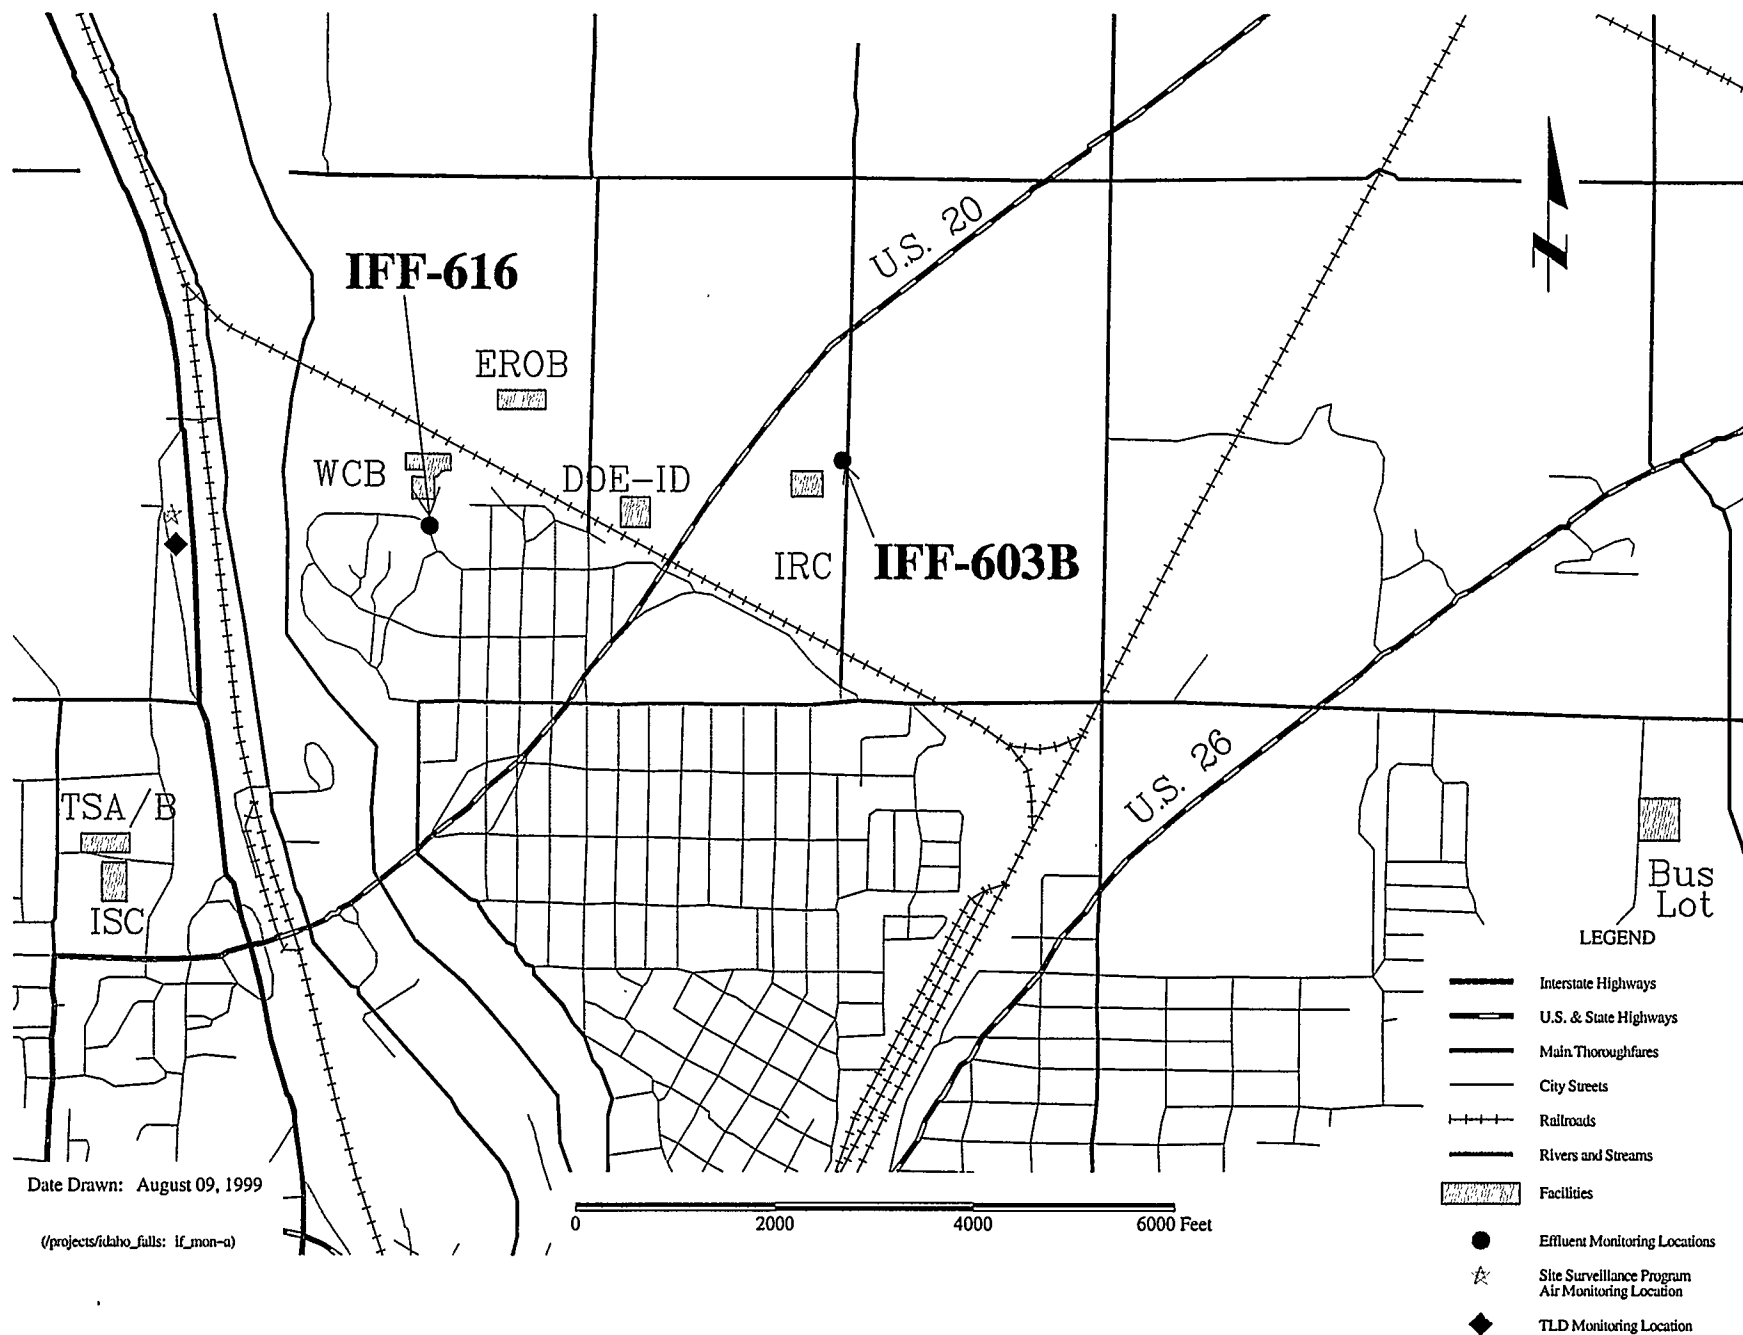 U.S. 20
IFF-616
N
EROB
WCB
DOE-ID
IRC
IFF-603B
U.S. 26
TSA/B
ISC
Bus
Lot
LEGEND
Interstate Highways
U.S. & State Highways
Main Thoroughfares
City Streets
Railroads
Rivers and Streams
Facilities
Effluent Monitoring Locations
Site Surveillance Program
Air Monitoring Location
TLD Monitoring Location
Date Drawn: August 09, 1999
(/projects/idaho_falls: if_mon-a)
0 2000 4000 6000 Feet